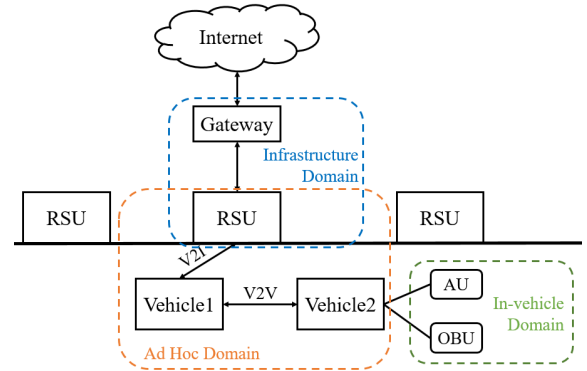 Internet
Gateway
Infrastructure
Domain
RSU
RSU
RSU
V2I
Vehicle1
V2V
Vehicle2
AU
OBU
In-vehicle
Domain
Ad Hoc Domain